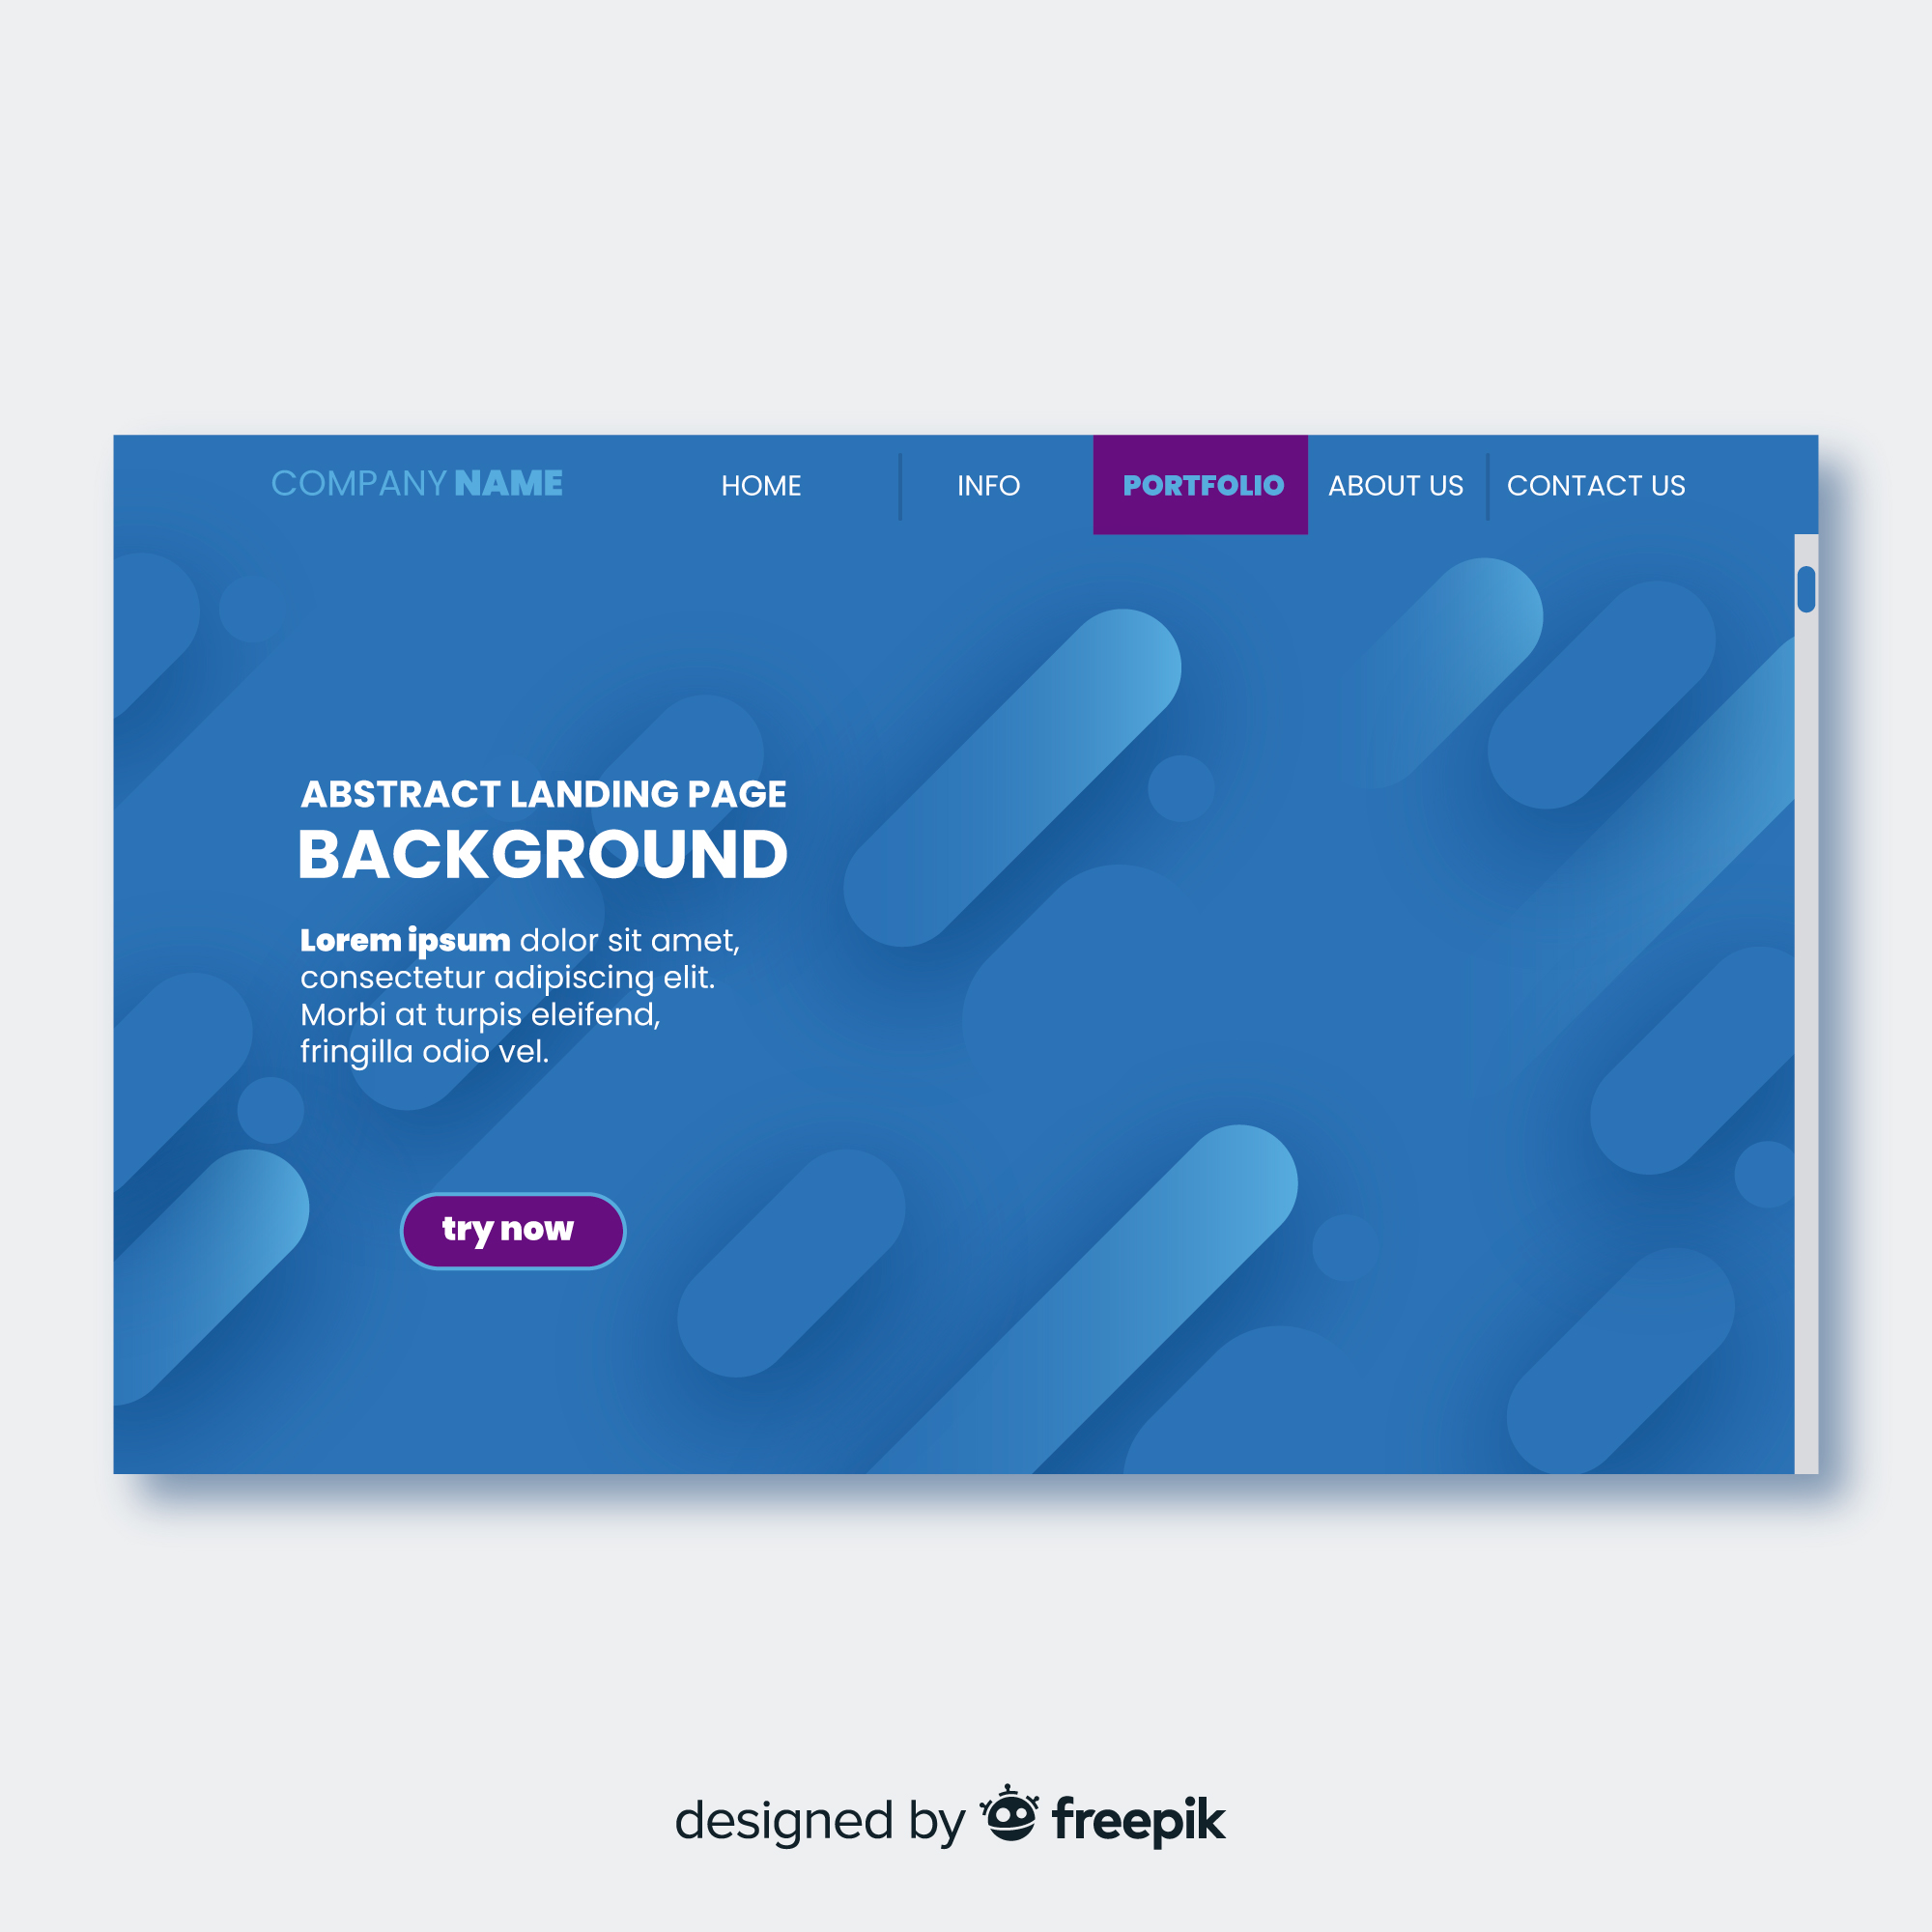 COMPANY NAME HOME INFO PORTFOLIO ABOUT US CONTACT US
ABSTRACT LANDING PAGE
BACKGROUND
Lorem ipsum dolor sit amet,
consectetur adipiscing elit.
Morbi at turpis eleifend,
fringilla odio vel.
try now
designed by freepik